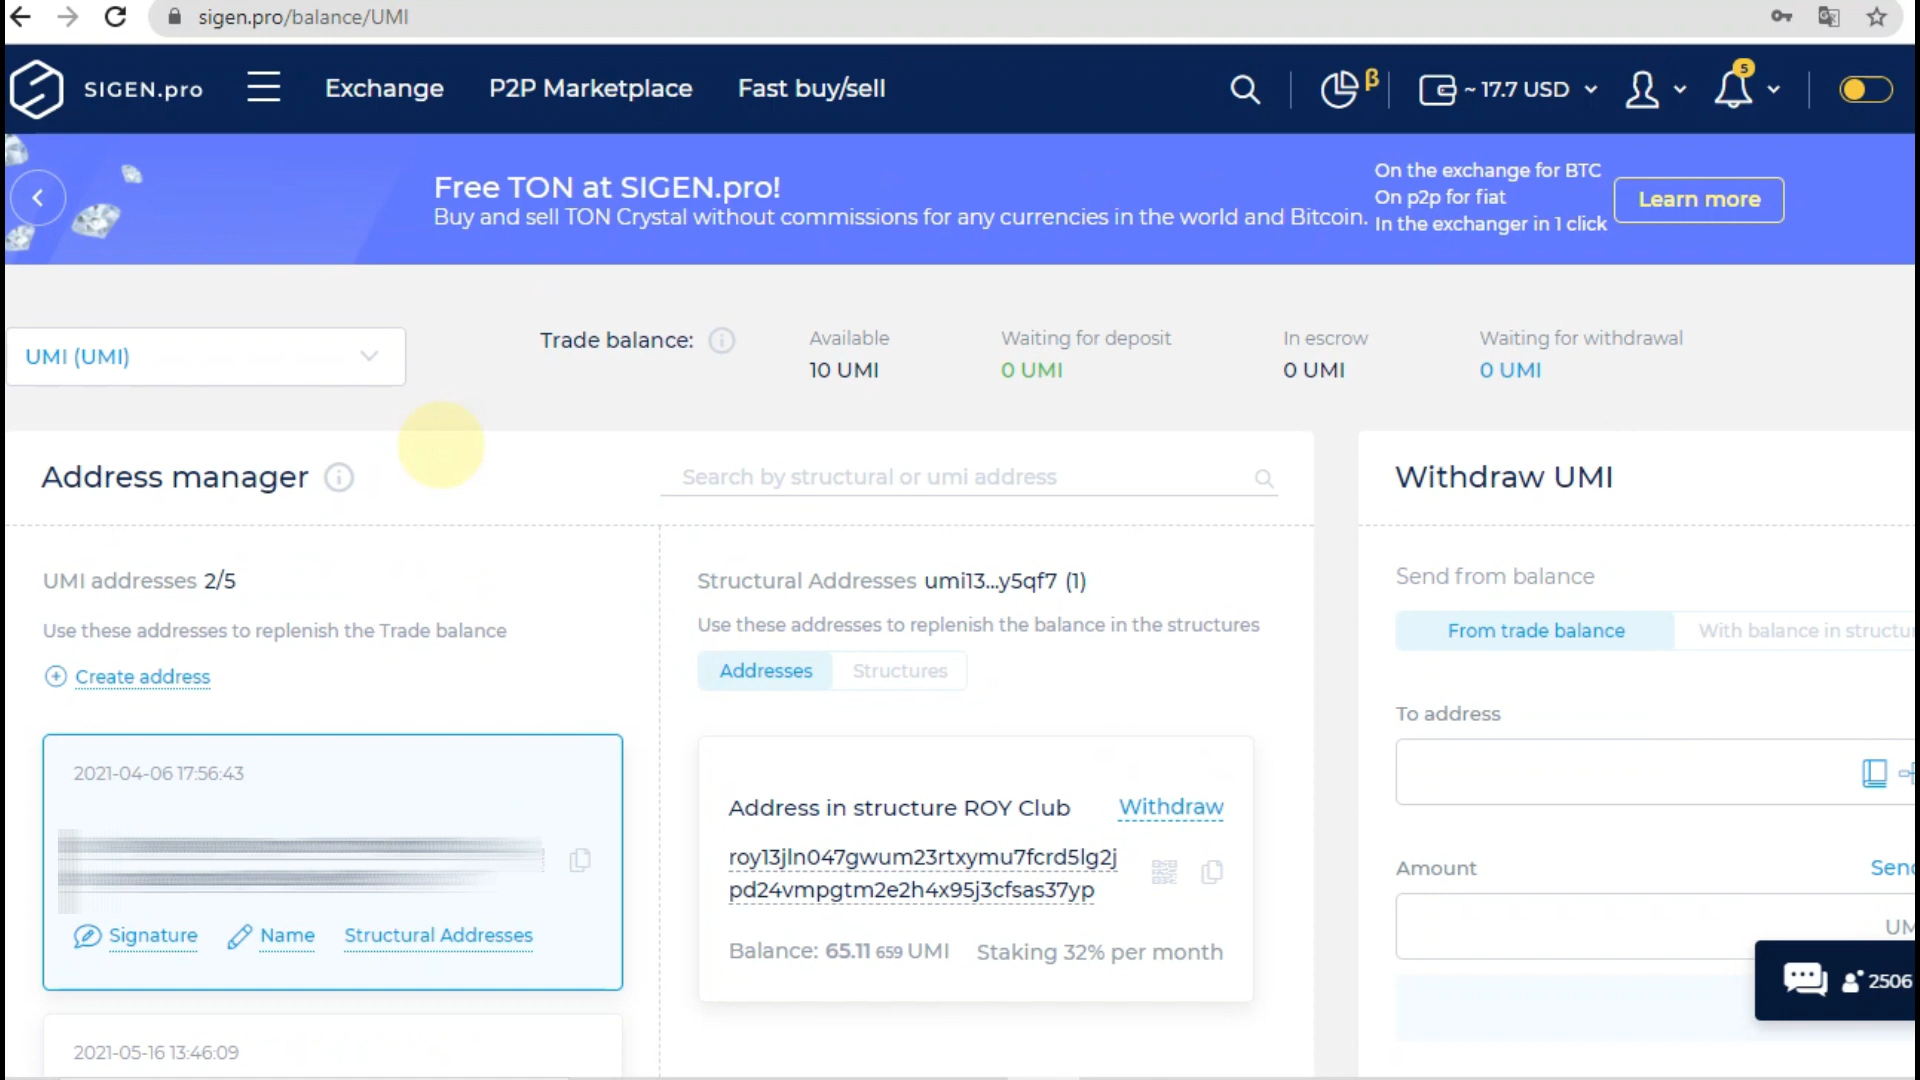 sigen.pro/balance/UMI
SIGEN.pro
Exchange
P2P Marketplace
Fast buy/sell
β
~ 17.7 USD
5
Free TON at SIGEN.pro!
Buy and sell TON Crystal without commissions for any currencies in the world and Bitcoin.
On the exchange for BTC
On p2p for fiat
In the exchanger in 1 click
Learn more
UMI (UMI)
Trade balance:
Available
10 UMI
Waiting for deposit
0 UMI
In escrow
0 UMI
Waiting for withdrawal
0 UMI
Address manager
Search by structural or umi address
UMI addresses 2/5
Use these addresses to replenish the Trade balance
Create address
2021-04-06 17:56:43
Signature
Name
Structural Addresses
2021-05-16 13:46:09
Structural Addresses umi13...y5qf7 (1)
Use these addresses to replenish the balance in the structures
Addresses
Structures
Address in structure ROY Club
Withdraw
roy13jln047gwum23rtxymu7fcrd5lg2j
pd24vmpgtm2e2h4x95j3cfsas37yp
Balance: 65.11 659 UMI
Staking 32% per month
Withdraw UMI
Send from balance
From trade balance
With balance in structu
To address
Amount
Send
UM
2506